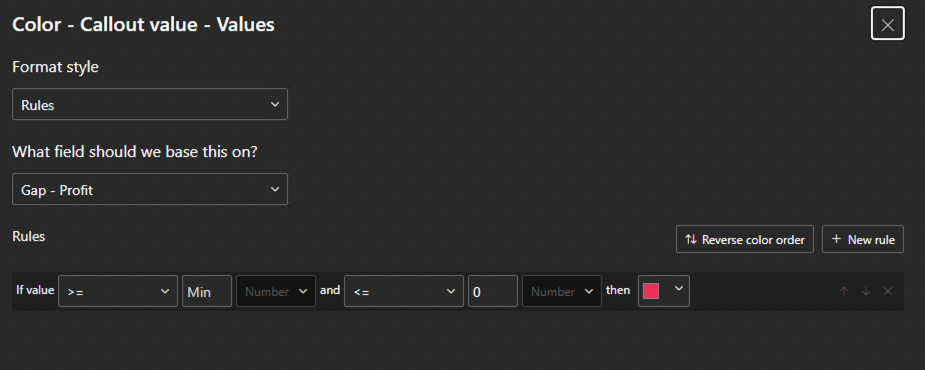 Color - Callout value - Values
Format style
Rules
What field should we base this on?
Gap - Profit
Rules
Reverse color order
New rule
If value >= Min Number and <= 0 Number then